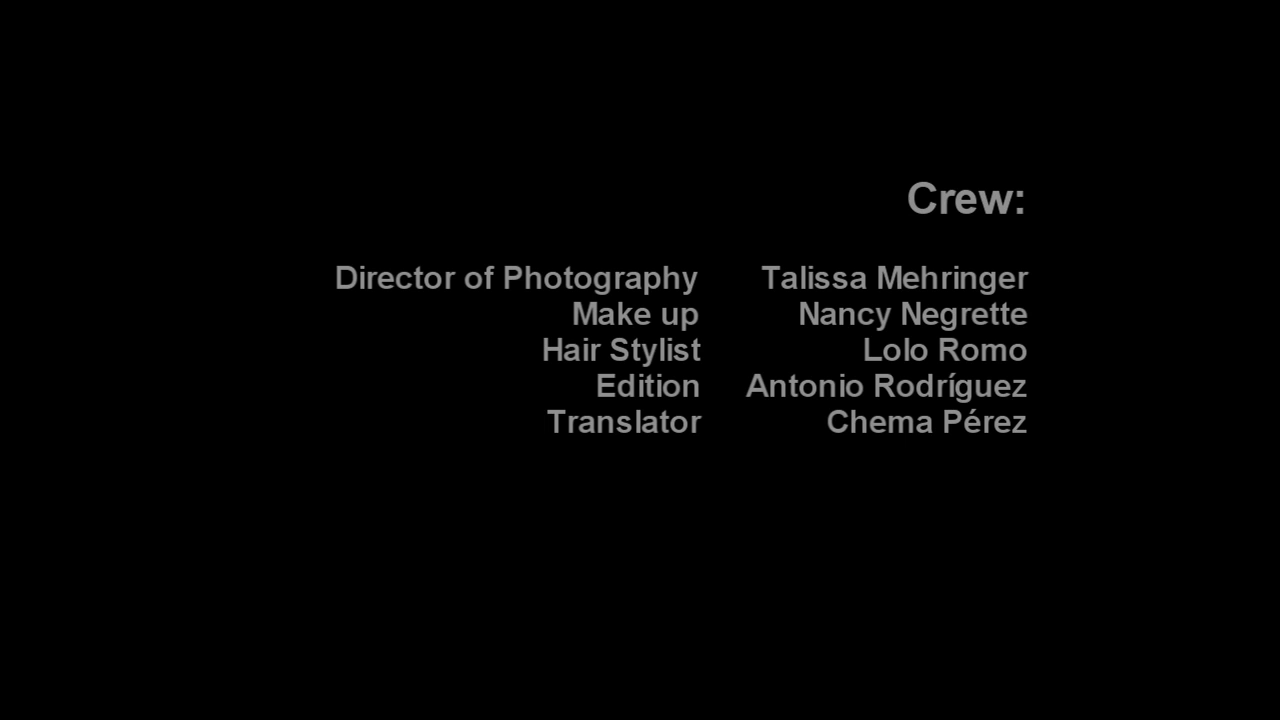 Crew:
Director of Photography Talissa Mehringer
Make up Nancy Negrette
Hair Stylist Lolo Romo
Edition Antonio Rodríguez
Translator Chema Pérez